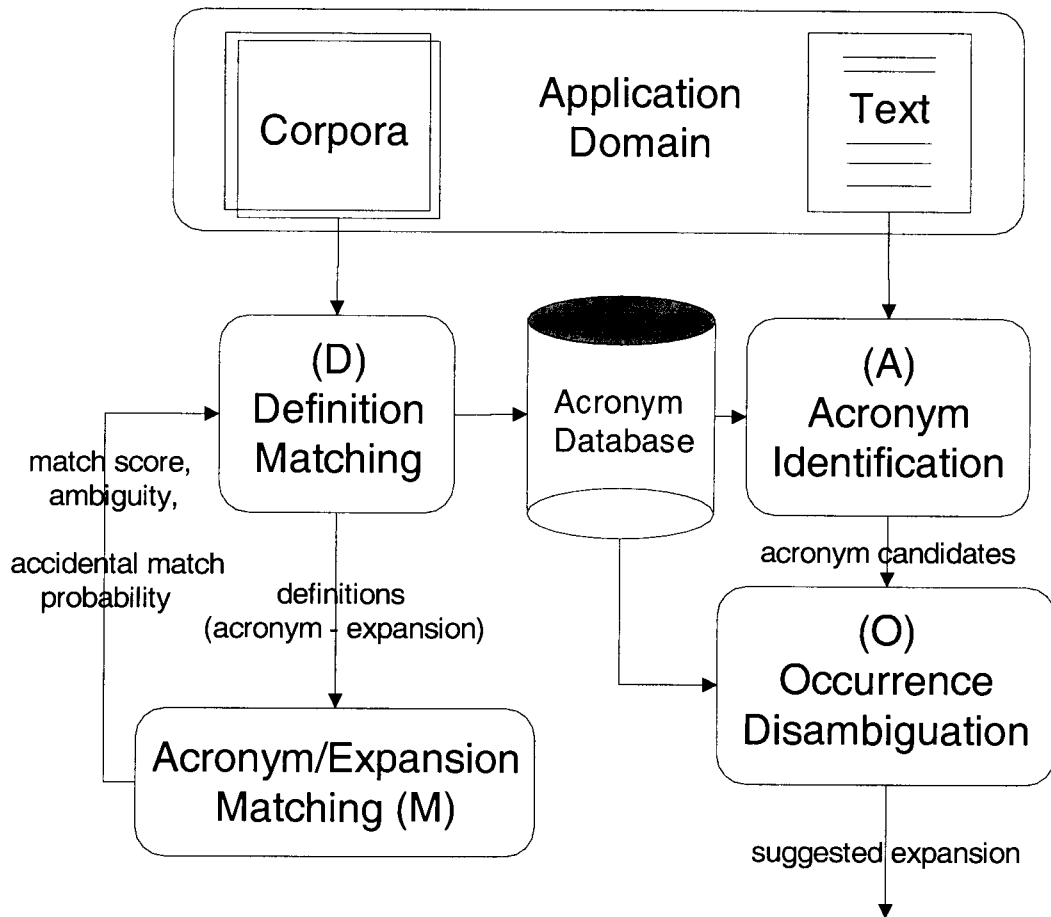 Corpora
Application
Domain
Text
(D)
Definition
Matching
Acronym
Database
(A)
Acronym
Identification
match score,
ambiguity,
accidental match
probability
definitions
(acronym - expansion)
acronym candidates
(O)
Occurrence
Disambiguation
Acronym/Expansion
Matching (M)
suggested expansion